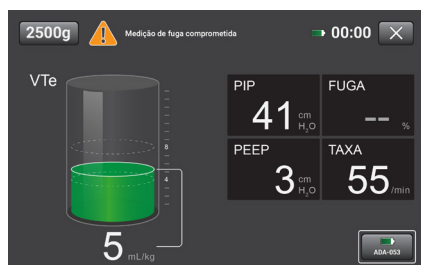 2500g
Medição de fuga comprometida
00:00
VTe
8
4
5 mL/kg
PIP
41 cm H₂O
FUGA
-- %
PEEP
3 cm H₂O
TAXA
55 /min
ADA-053